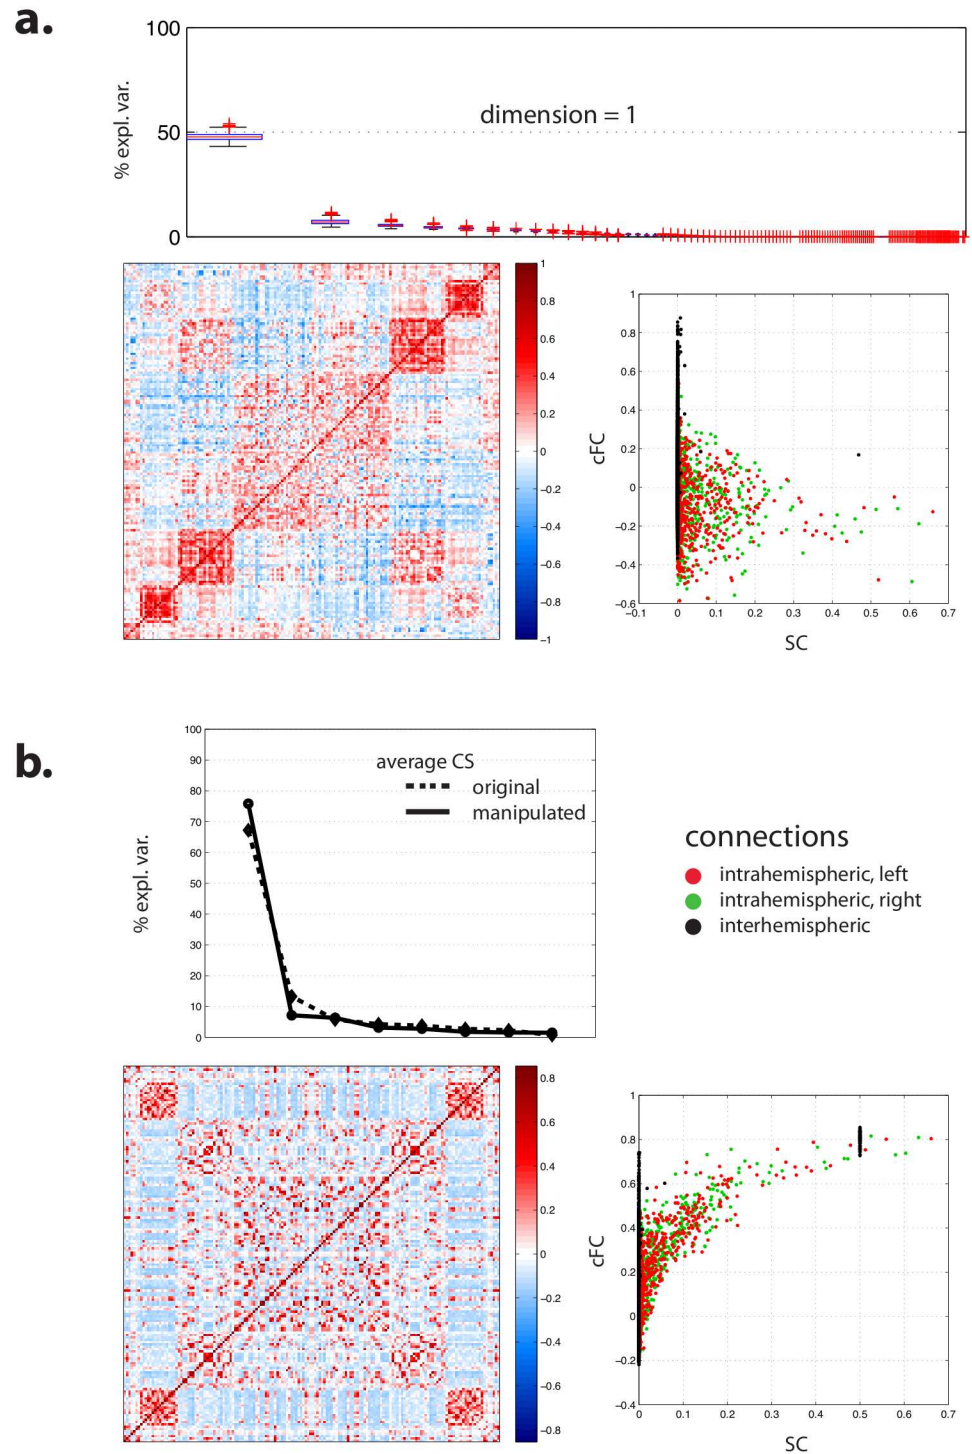 a.
100
50
0
% expl. var.
dimension = 1
1
0.8
0.6
0.4
0.2
0
−0.2
−0.4
−0.6
−0.8
−1
1
0.8
0.6
0.4
0.2
0
−0.2
−0.4
−0.6
cFC
−0.1 0 0.1 0.2 0.3 0.4 0.5 0.6 0.7
SC
b.
100
90
80
70
60
50
40
30
20
10
0
% expl. var.
average CS
original
manipulated
connections
intrahemispheric, left
intrahemispheric, right
interhemispheric
0.8
0.6
0.4
0.2
0
−0.2
−0.4
−0.6
−0.8
1
0.8
0.6
0.4
0.2
0
−0.2
−0.4
cFC
0 0.1 0.2 0.3 0.4 0.5 0.6 0.7
SC